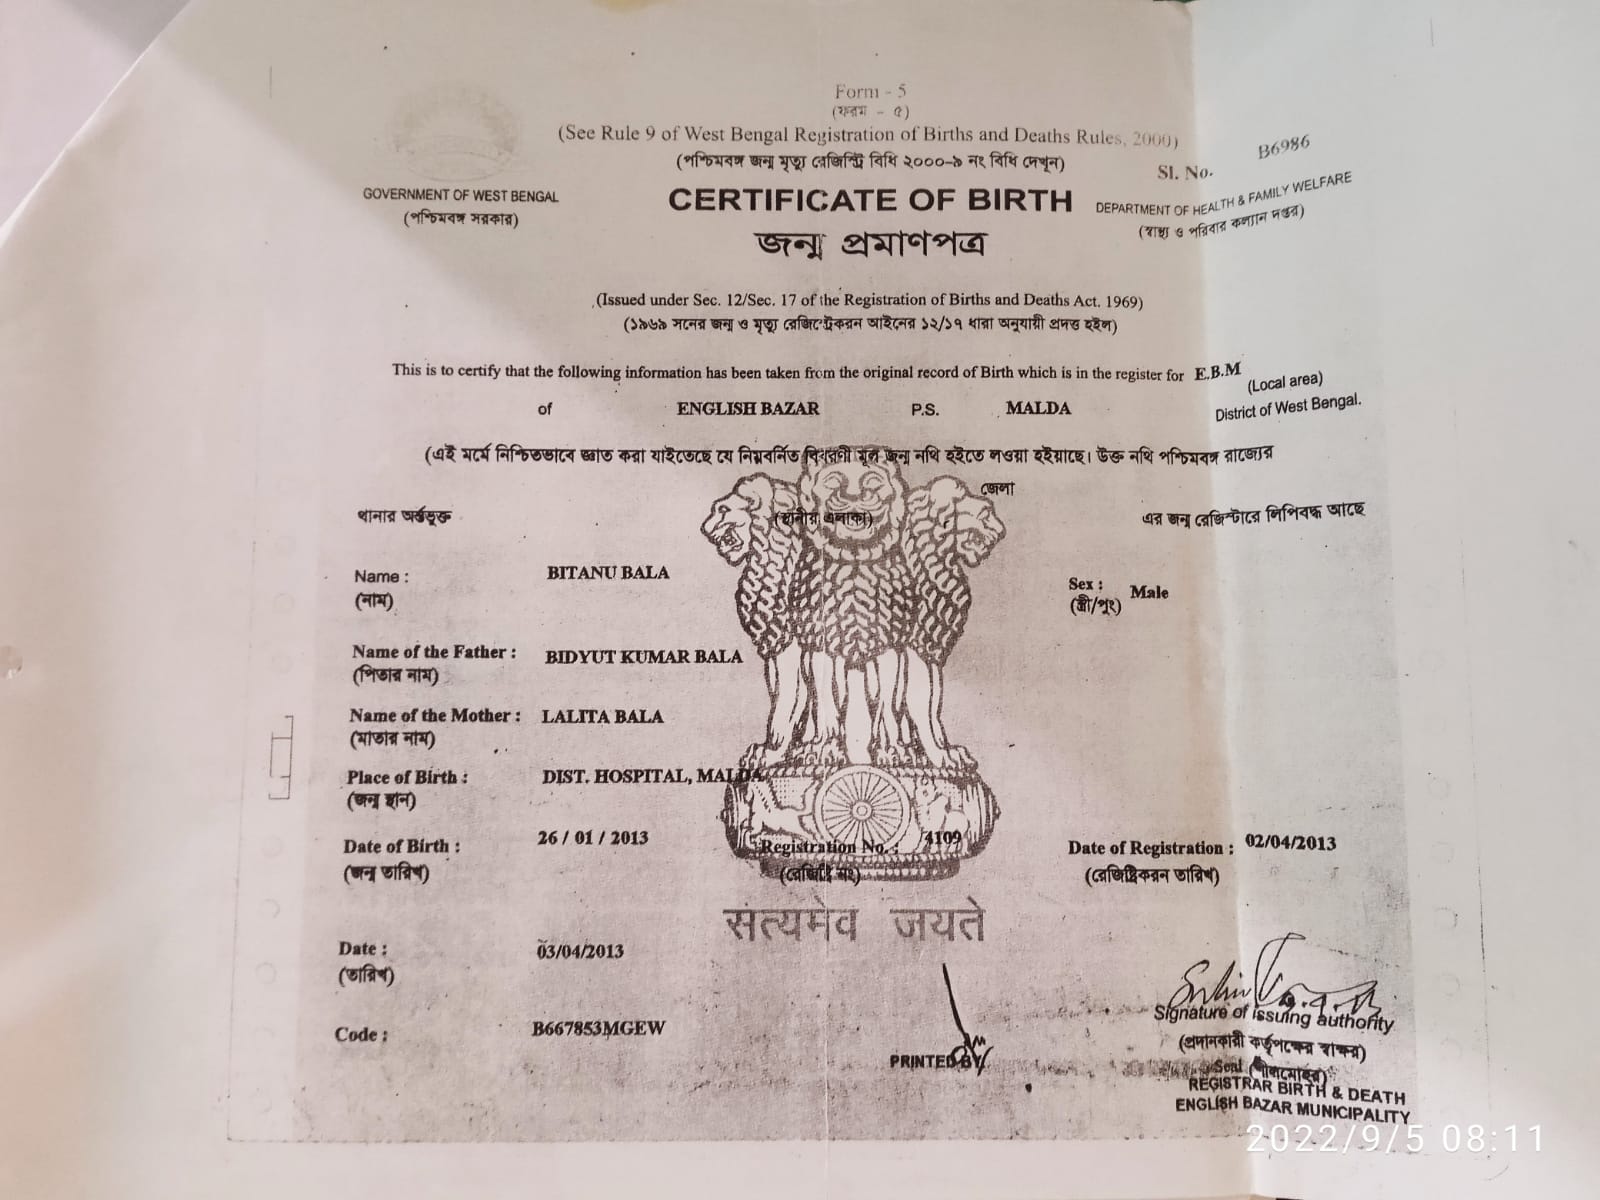 Form - 5
(ফরম - ৫)
(See Rule 9 of West Bengal Registration of Births and Deaths Rules, 2000)
(পশ্চিমবঙ্গ জন্ম মৃত্যু রেজিস্ট্রি বিধি ২০০০-৯ নং বিধি দেখুন)
Sl. No. B6986
GOVERNMENT OF WEST BENGAL
(পশ্চিমবঙ্গ সরকার)
CERTIFICATE OF BIRTH
জন্ম প্রমাণপত্র
DEPARTMENT OF HEALTH & FAMILY WELFARE
(স্বাস্থ্য ও পরিবার কল্যান দপ্তর)
(Issued under Sec. 12/Sec. 17 of the Registration of Births and Deaths Act. 1969)
(১৯৬৯ সনের জন্ম ও মৃত্যু রেজিস্ট্রেকরন আইনের ১২/১৭ ধারা অনুযায়ী প্রদত্ত হইল)
This is to certify that the following information has been taken from the original record of Birth which is in the register for E.B.M (Local area)
of ENGLISH BAZAR P.S. MALDA District of West Bengal.
(এই মর্মে নিশ্চিতভাবে জ্ঞাত করা যাইতেছে যে নিম্নবর্নিত বিবরনী মূল জন্ম নথি হইতে লওয়া হইয়াছে। উক্ত নথি পশ্চিমবঙ্গ রাজ্যের
জেলা
থানার অর্ন্তভুক্ত (স্থানীয় এলাকা) এর জন্ম রেজিস্টারে লিপিবদ্ধ আছে
Name : BITANU BALA Sex : Male
(নাম) (স্ত্রী/পুং)
Name of the Father : BIDYUT KUMAR BALA
(পিতার নাম)
Name of the Mother : LALITA BALA
(মাতার নাম)
Place of Birth : DIST. HOSPITAL, MALDA
(জন্ম স্থান)
Date of Birth : 26 / 01 / 2013 Registration No. : 4109 Date of Registration : 02/04/2013
(জন্ম তারিখ) (রেজিষ্ট্রি নং) (রেজিষ্ট্রিকরন তারিখ)
सत्यमेव जयते
Date : 03/04/2013
(তারিখ)
Code : B667853MGEW
PRINTED BY
Signature of issuing authority
(প্রদানকারী কর্তৃপক্ষের স্বাক্ষর)
Seal (শীলমোহর)
REGISTRAR BIRTH & DEATH
ENGLISH BAZAR MUNICIPALITY
2022/9/5 08:11